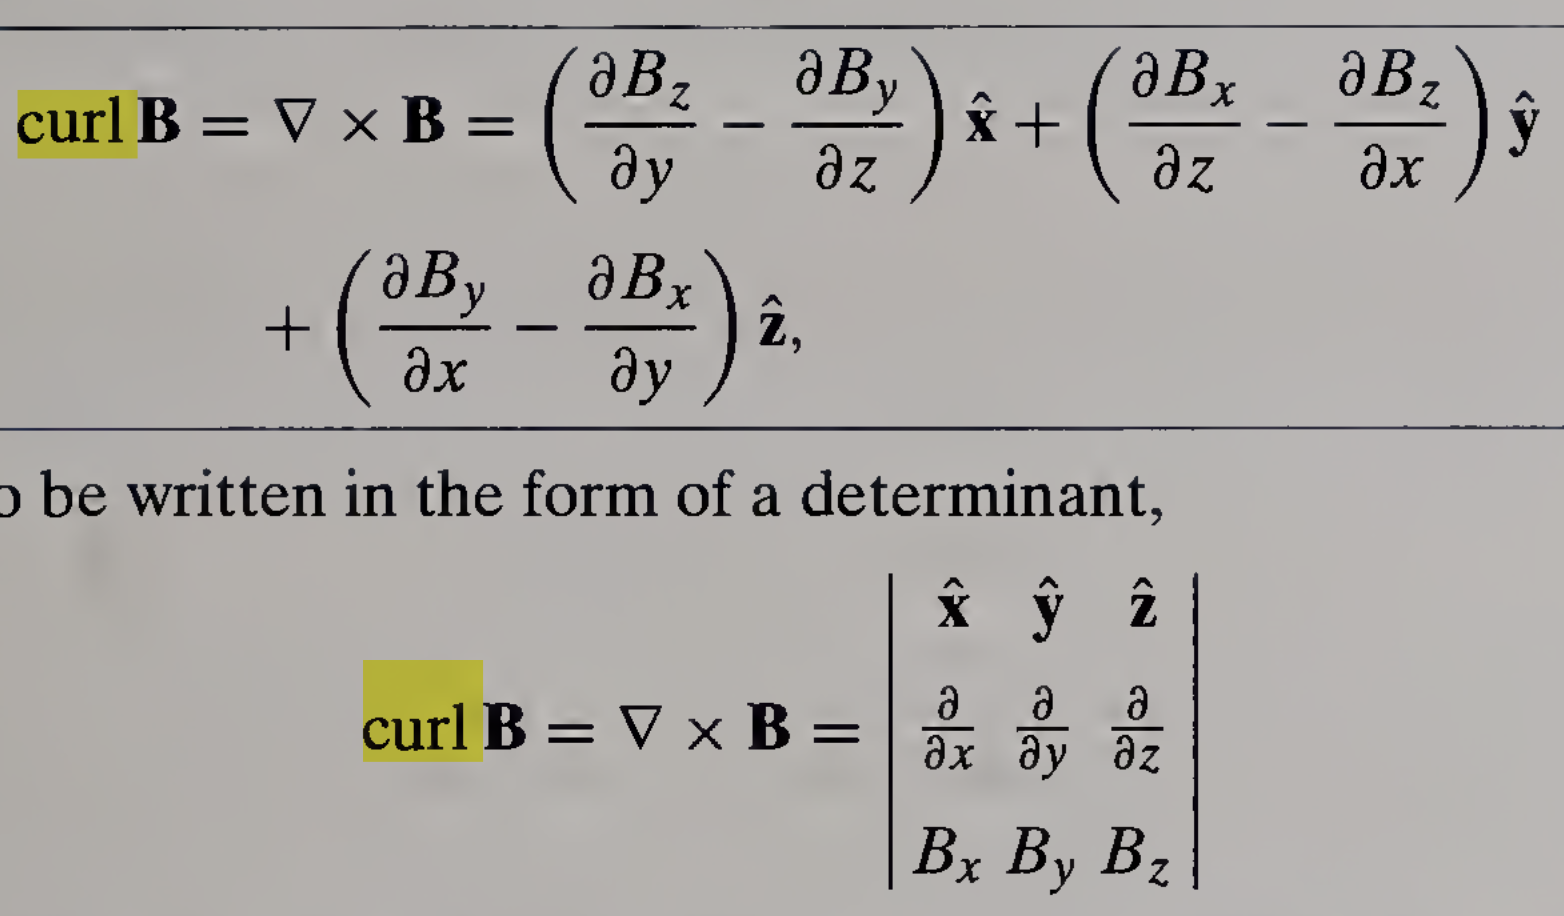 curl B = ∇ × B = (∂B_z/∂y − ∂B_y/∂z) x̂ + (∂B_x/∂z − ∂B_z/∂x) ŷ
+ (∂B_y/∂x − ∂B_x/∂y) ẑ,
o be written in the form of a determinant,
x̂ ŷ ẑ
curl B = ∇ × B = | ∂/∂x ∂/∂y ∂/∂z |
B_x B_y B_z